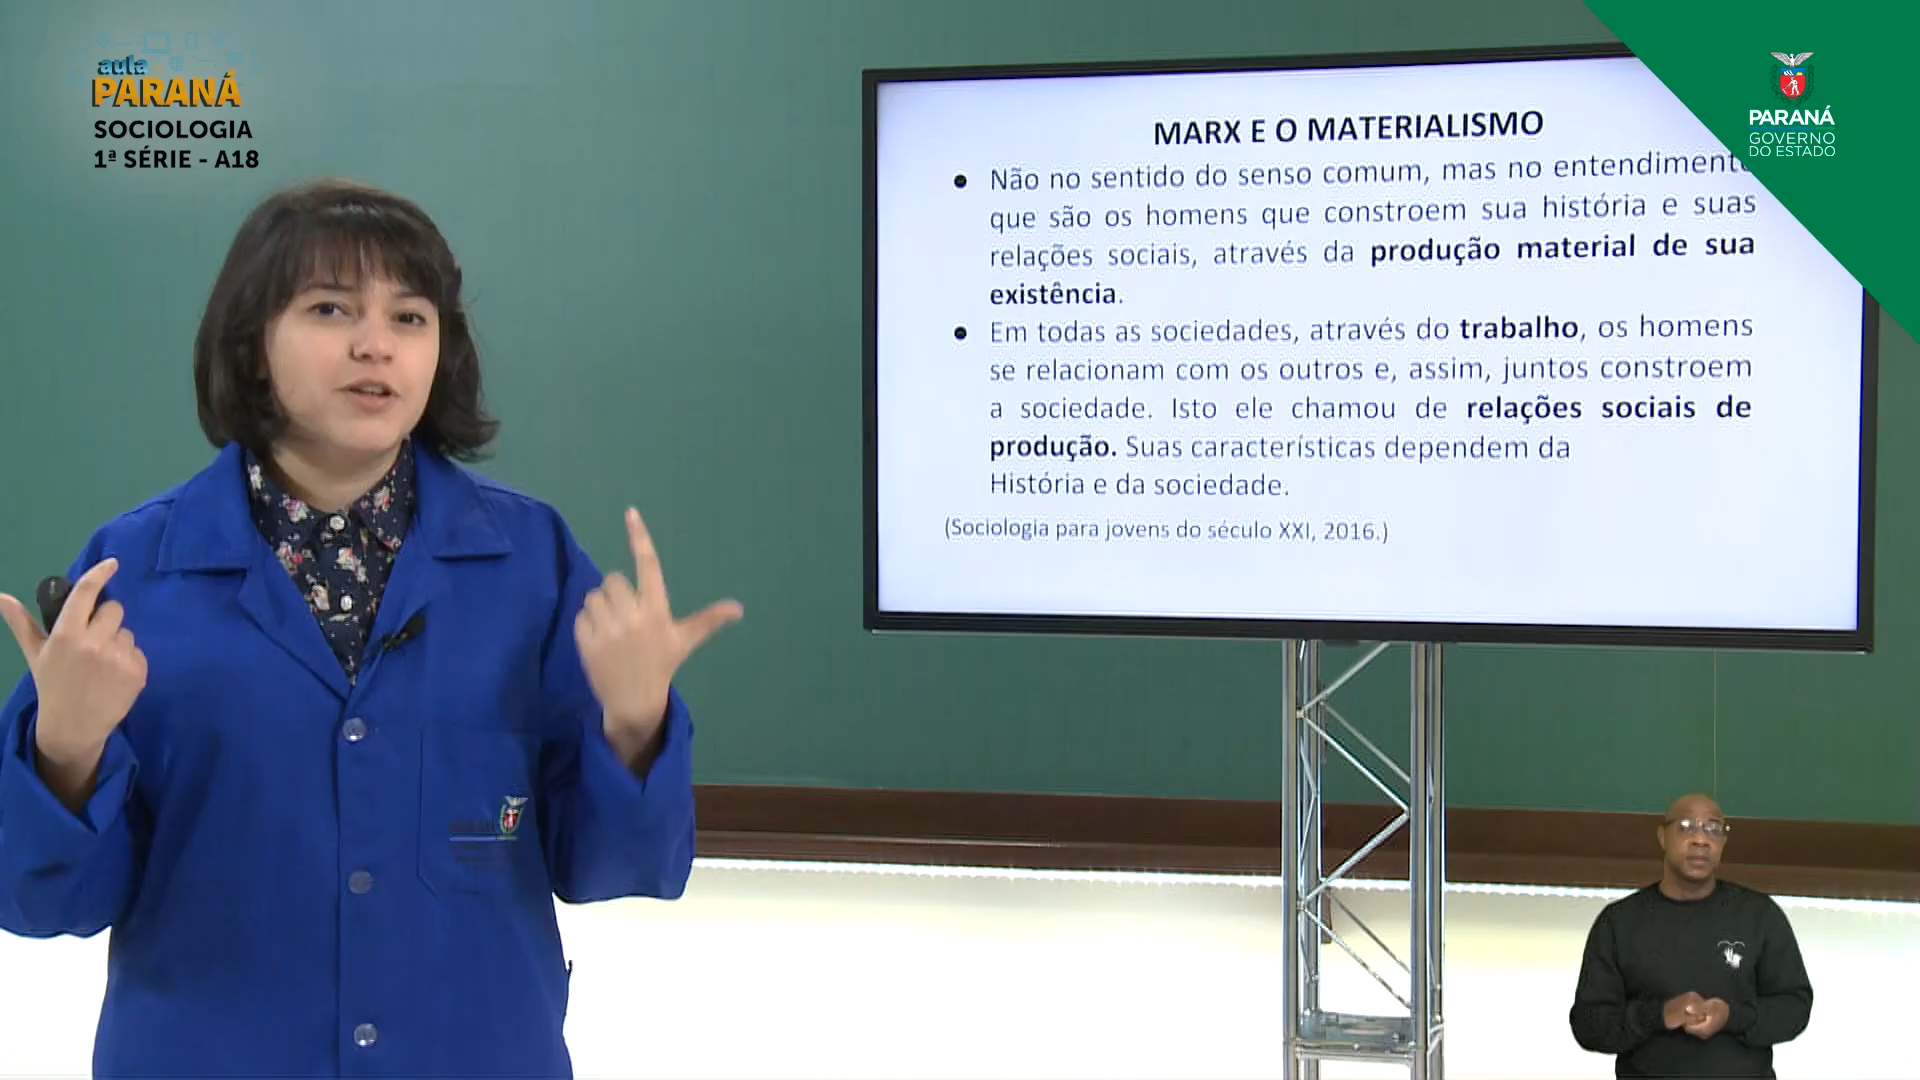 aula
PARANÁ
SOCIOLOGIA
1ª SÉRIE - A18
PARANÁ
GOVERNO
DO ESTADO
MARX E O MATERIALISMO
● Não no sentido do senso comum, mas no entendimento
que são os homens que constroem sua história e suas
relações sociais, através da produção material de sua
existência.
● Em todas as sociedades, através do trabalho, os homens
se relacionam com os outros e, assim, juntos constroem
a sociedade. Isto ele chamou de relações sociais de
produção. Suas características dependem da
História e da sociedade.
(Sociologia para jovens do século XXI, 2016.)